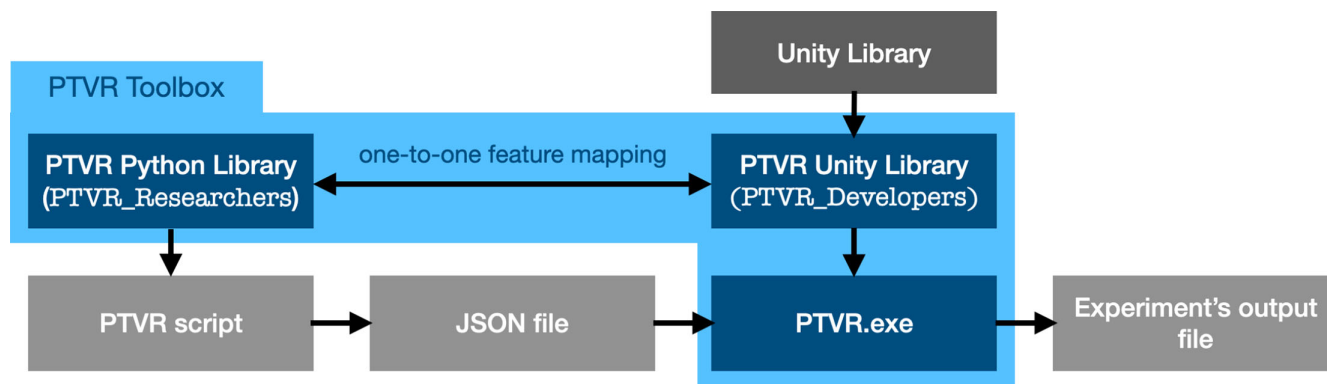 Unity Library
PTVR Toolbox
PTVR Python Library
(PTVR_Researchers)
one-to-one feature mapping
PTVR Unity Library
(PTVR_Developers)
PTVR script
JSON file
PTVR.exe
Experiment's output
file